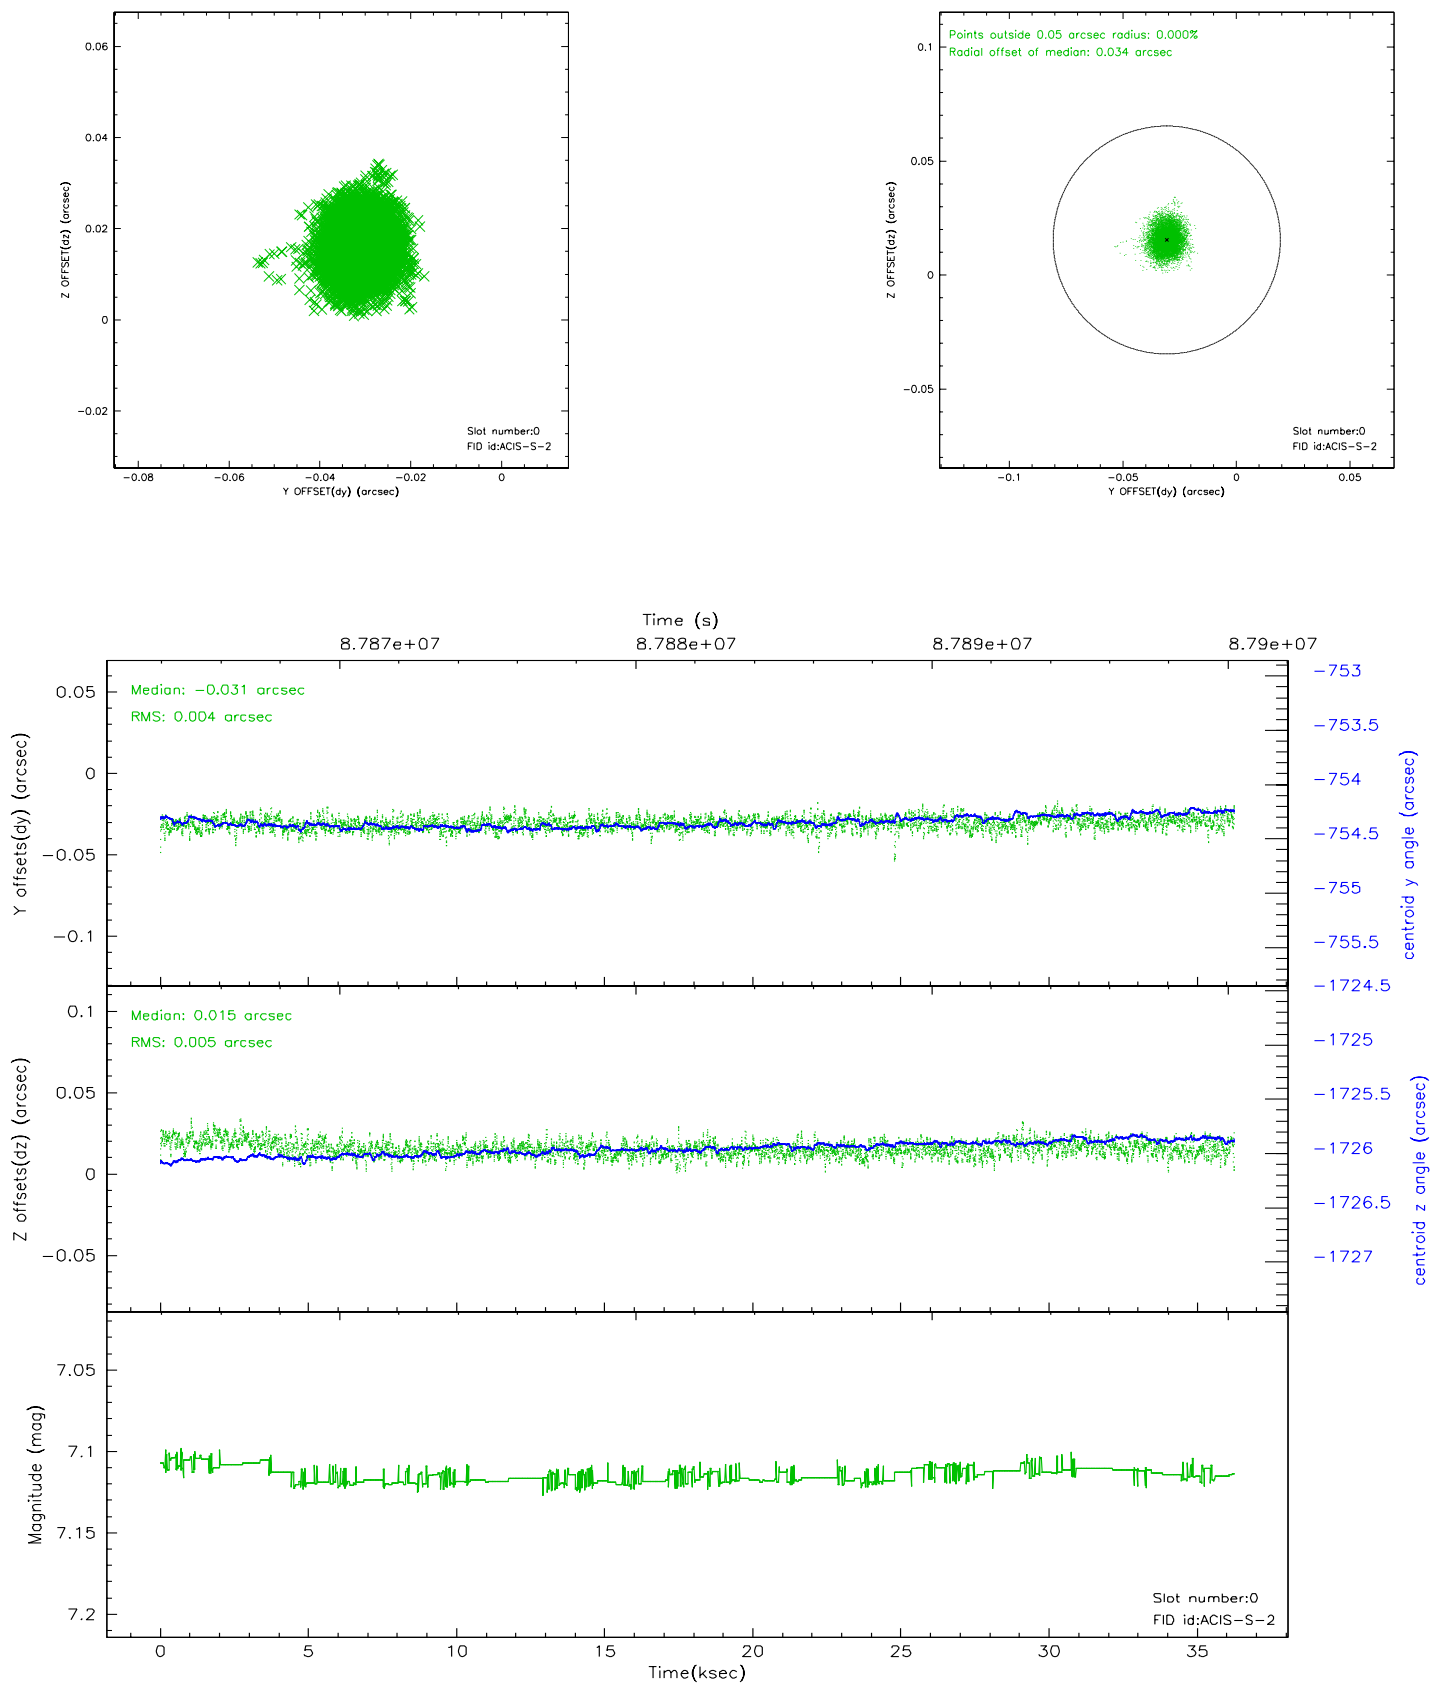 0.06
0.04
0.02
0
−0.02
Z OFFSET(dz) (arcsec)
−0.08 −0.06 −0.04 −0.02 0
Y OFFSET(dy) (arcsec)
Slot number:0
FID id:ACIS−S−2
Points outside 0.05 arcsec radius: 0.000%
Radial offset of median: 0.034 arcsec
0.1
0.05
0
−0.05
Z OFFSET(dz) (arcsec)
−0.1 −0.05 0 0.05
Y OFFSET(dy) (arcsec)
Slot number:0
FID id:ACIS−S−2
Time (s)
8.787e+07 8.788e+07 8.789e+07 8.79e+07
Median: −0.031 arcsec
RMS: 0.004 arcsec
0.05
0
−0.05
−0.1
Y offsets(dy) (arcsec)
−753
−753.5
−754
−754.5
−755
−755.5
centroid y angle (arcsec)
Median: 0.015 arcsec
RMS: 0.005 arcsec
0.1
0.05
0
−0.05
Z offsets(dz) (arcsec)
−1724.5
−1725
−1725.5
−1726
−1726.5
−1727
centroid z angle (arcsec)
7.05
7.1
7.15
7.2
Magnitude (mag)
Slot number:0
FID id:ACIS−S−2
0 5 10 15 20 25 30 35
Time(ksec)